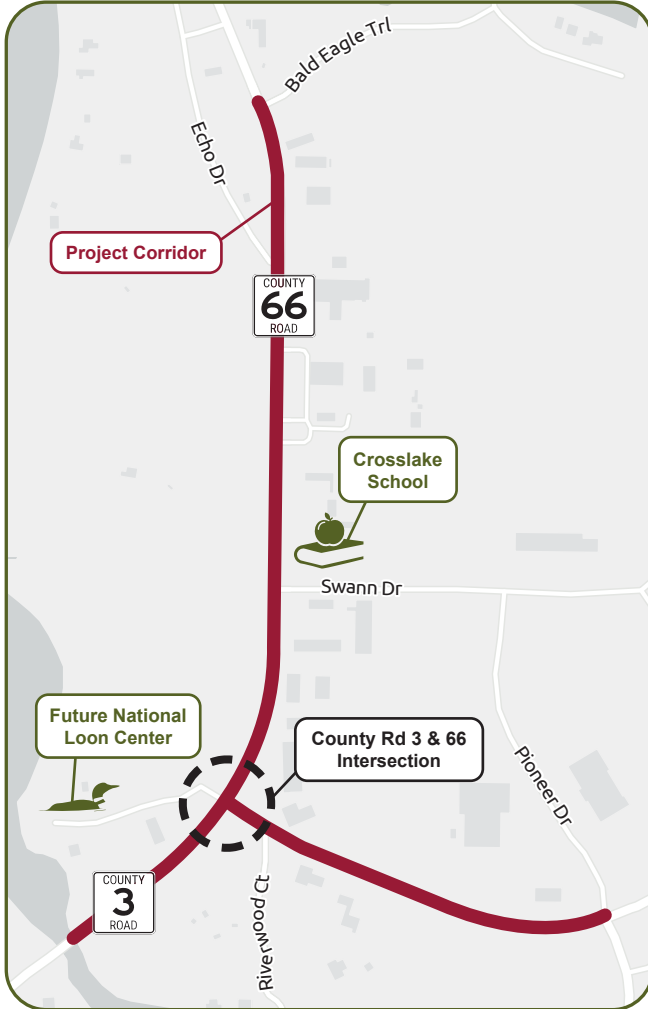 Bald Eagle Trl
Echo Dr
Project Corridor
COUNTY
66
ROAD
Crosslake
School
Swann Dr
Future National
Loon Center
County Rd 3 & 66
Intersection
Pioneer Dr
COUNTY
3
ROAD
Riverwood Ct